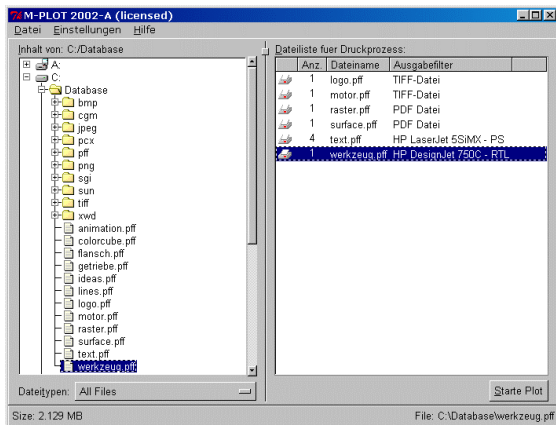 M-PLOT 2002-A (licensed)
Datei Einstellungen Hilfe
Inhalt von: C:/Database
A:
C:
Database
bmp
cgm
jpeg
pcx
pff
png
sgi
sun
tiff
xwd
animation.pff
colorcube.pff
flansch.pff
getriebe.pff
ideas.pff
lines.pff
logo.pff
motor.pff
raster.pff
surface.pff
text.pff
werkzeug.pff
Dateitypen: All Files
Dateiliste fuer Druckprozess:
Anz. Dateiname Ausgabefilter
1 logo.pff TIFF-Datei
1 motor.pff TIFF-Datei
1 raster.pff PDF Datei
1 surface.pff PDF Datei
4 text.pff HP LaserJet 5SiMX - PS
1 werkzeug.pff HP DesignJet 750C - RTL
Starte Plot
Size: 2.129 MB
File: C:\Database\werkzeug.pff